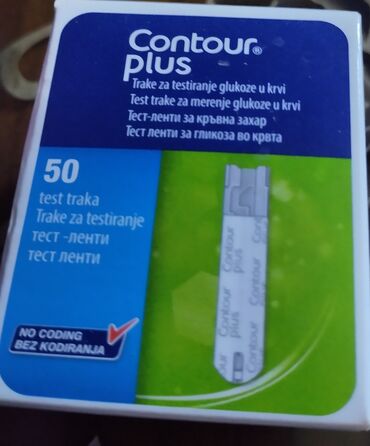 Contour®
plus
Trake za testiranje glukoze u krvi
Test trake za merenje glukoze u krvi
Тест-ленти за кръвна захар
Тест ленти за гликоза во крвта
50
test traka
Trake za testiranje
тест -ленти
тест ленти
Contour
plus
Contour
plus
NO CODING
BEZ KODIRANJA